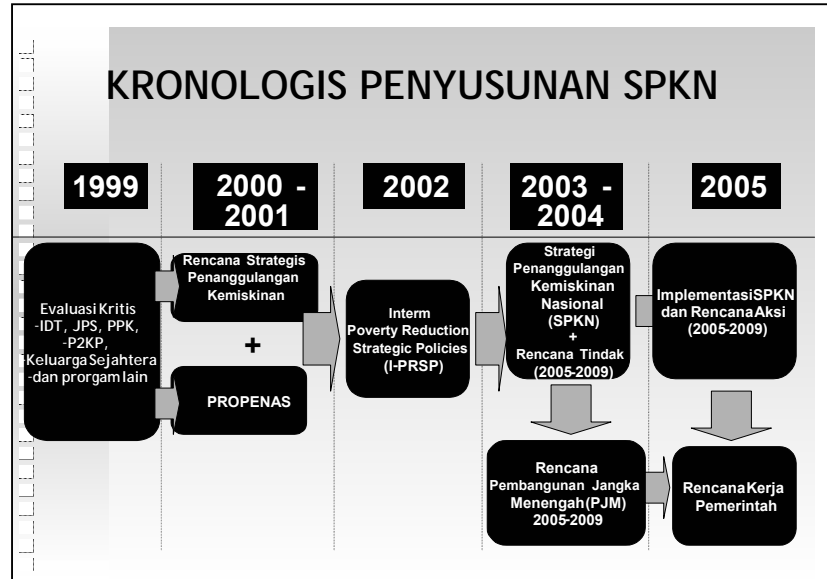 KRONOLOGIS PENYUSUNAN SPKN
1999
2000 -
2001
2002
2003 -
2004
2005
Evaluasi Kritis
-IDT, JPS, PPK,
-P2KP,
-Keluarga Sejahtera
-dan prorgam lain
Rencana Strategis
Penanggulangan
Kemiskinan
+
PROPENAS
Interm
Poverty Reduction
Strategic Policies
(I-PRSP)
Strategi
Penanggulangan
Kemiskinan
Nasional
(SPKN)
+
Rencana Tindak
(2005-2009)
Rencana
Pembangunan Jangka
Menengah (PJM)
2005-2009
Implementasi SPKN
dan Rencana Aksi
(2005-2009)
Rencana Kerja
Pemerintah